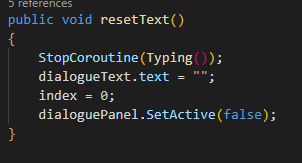 5 references
public void resetText()
{
StopCoroutine(Typing());
dialogueText.text = "";
index = 0;
dialoguePanel.SetActive(false);
}